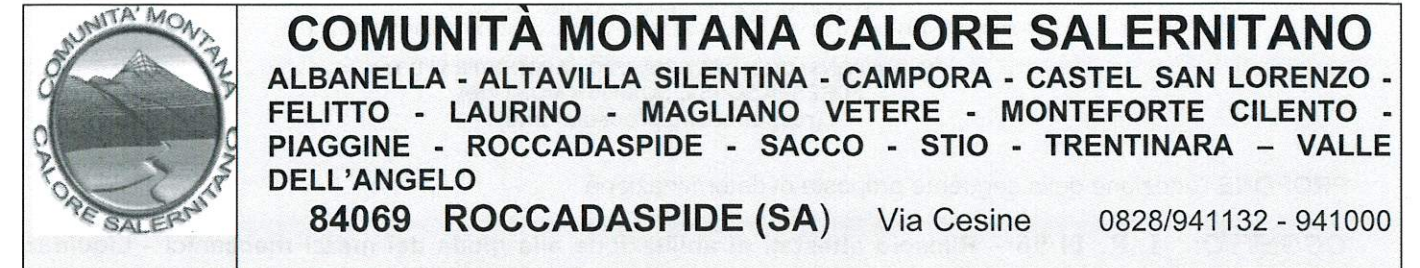 COMUNITA' MONTANA
CALORE SALERNITANO
COMUNITÀ MONTANA CALORE SALERNITANO
ALBANELLA - ALTAVILLA SILENTINA - CAMPORA - CASTEL SAN LORENZO -
FELITTO - LAURINO - MAGLIANO VETERE - MONTEFORTE CILENTO -
PIAGGINE - ROCCADASPIDE - SACCO - STIO - TRENTINARA – VALLE
DELL'ANGELO
84069 ROCCADASPIDE (SA) Via Cesine 0828/941132 - 941000